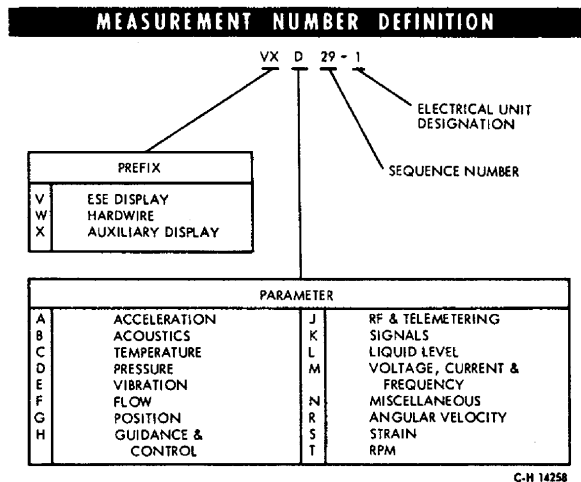 MEASUREMENT NUMBER DEFINITION
VX D 29 - 1
ELECTRICAL UNIT
DESIGNATION
SEQUENCE NUMBER
PREFIX
V ESE DISPLAY
W HARDWIRE
X AUXILIARY DISPLAY
PARAMETER
A ACCELERATION
B ACOUSTICS
C TEMPERATURE
D PRESSURE
E VIBRATION
F FLOW
G POSITION
H GUIDANCE &
CONTROL
J RF & TELEMETERING
K SIGNALS
L LIQUID LEVEL
M VOLTAGE, CURRENT &
FREQUENCY
N MISCELLANEOUS
R ANGULAR VELOCITY
S STRAIN
T RPM
C-H 14258